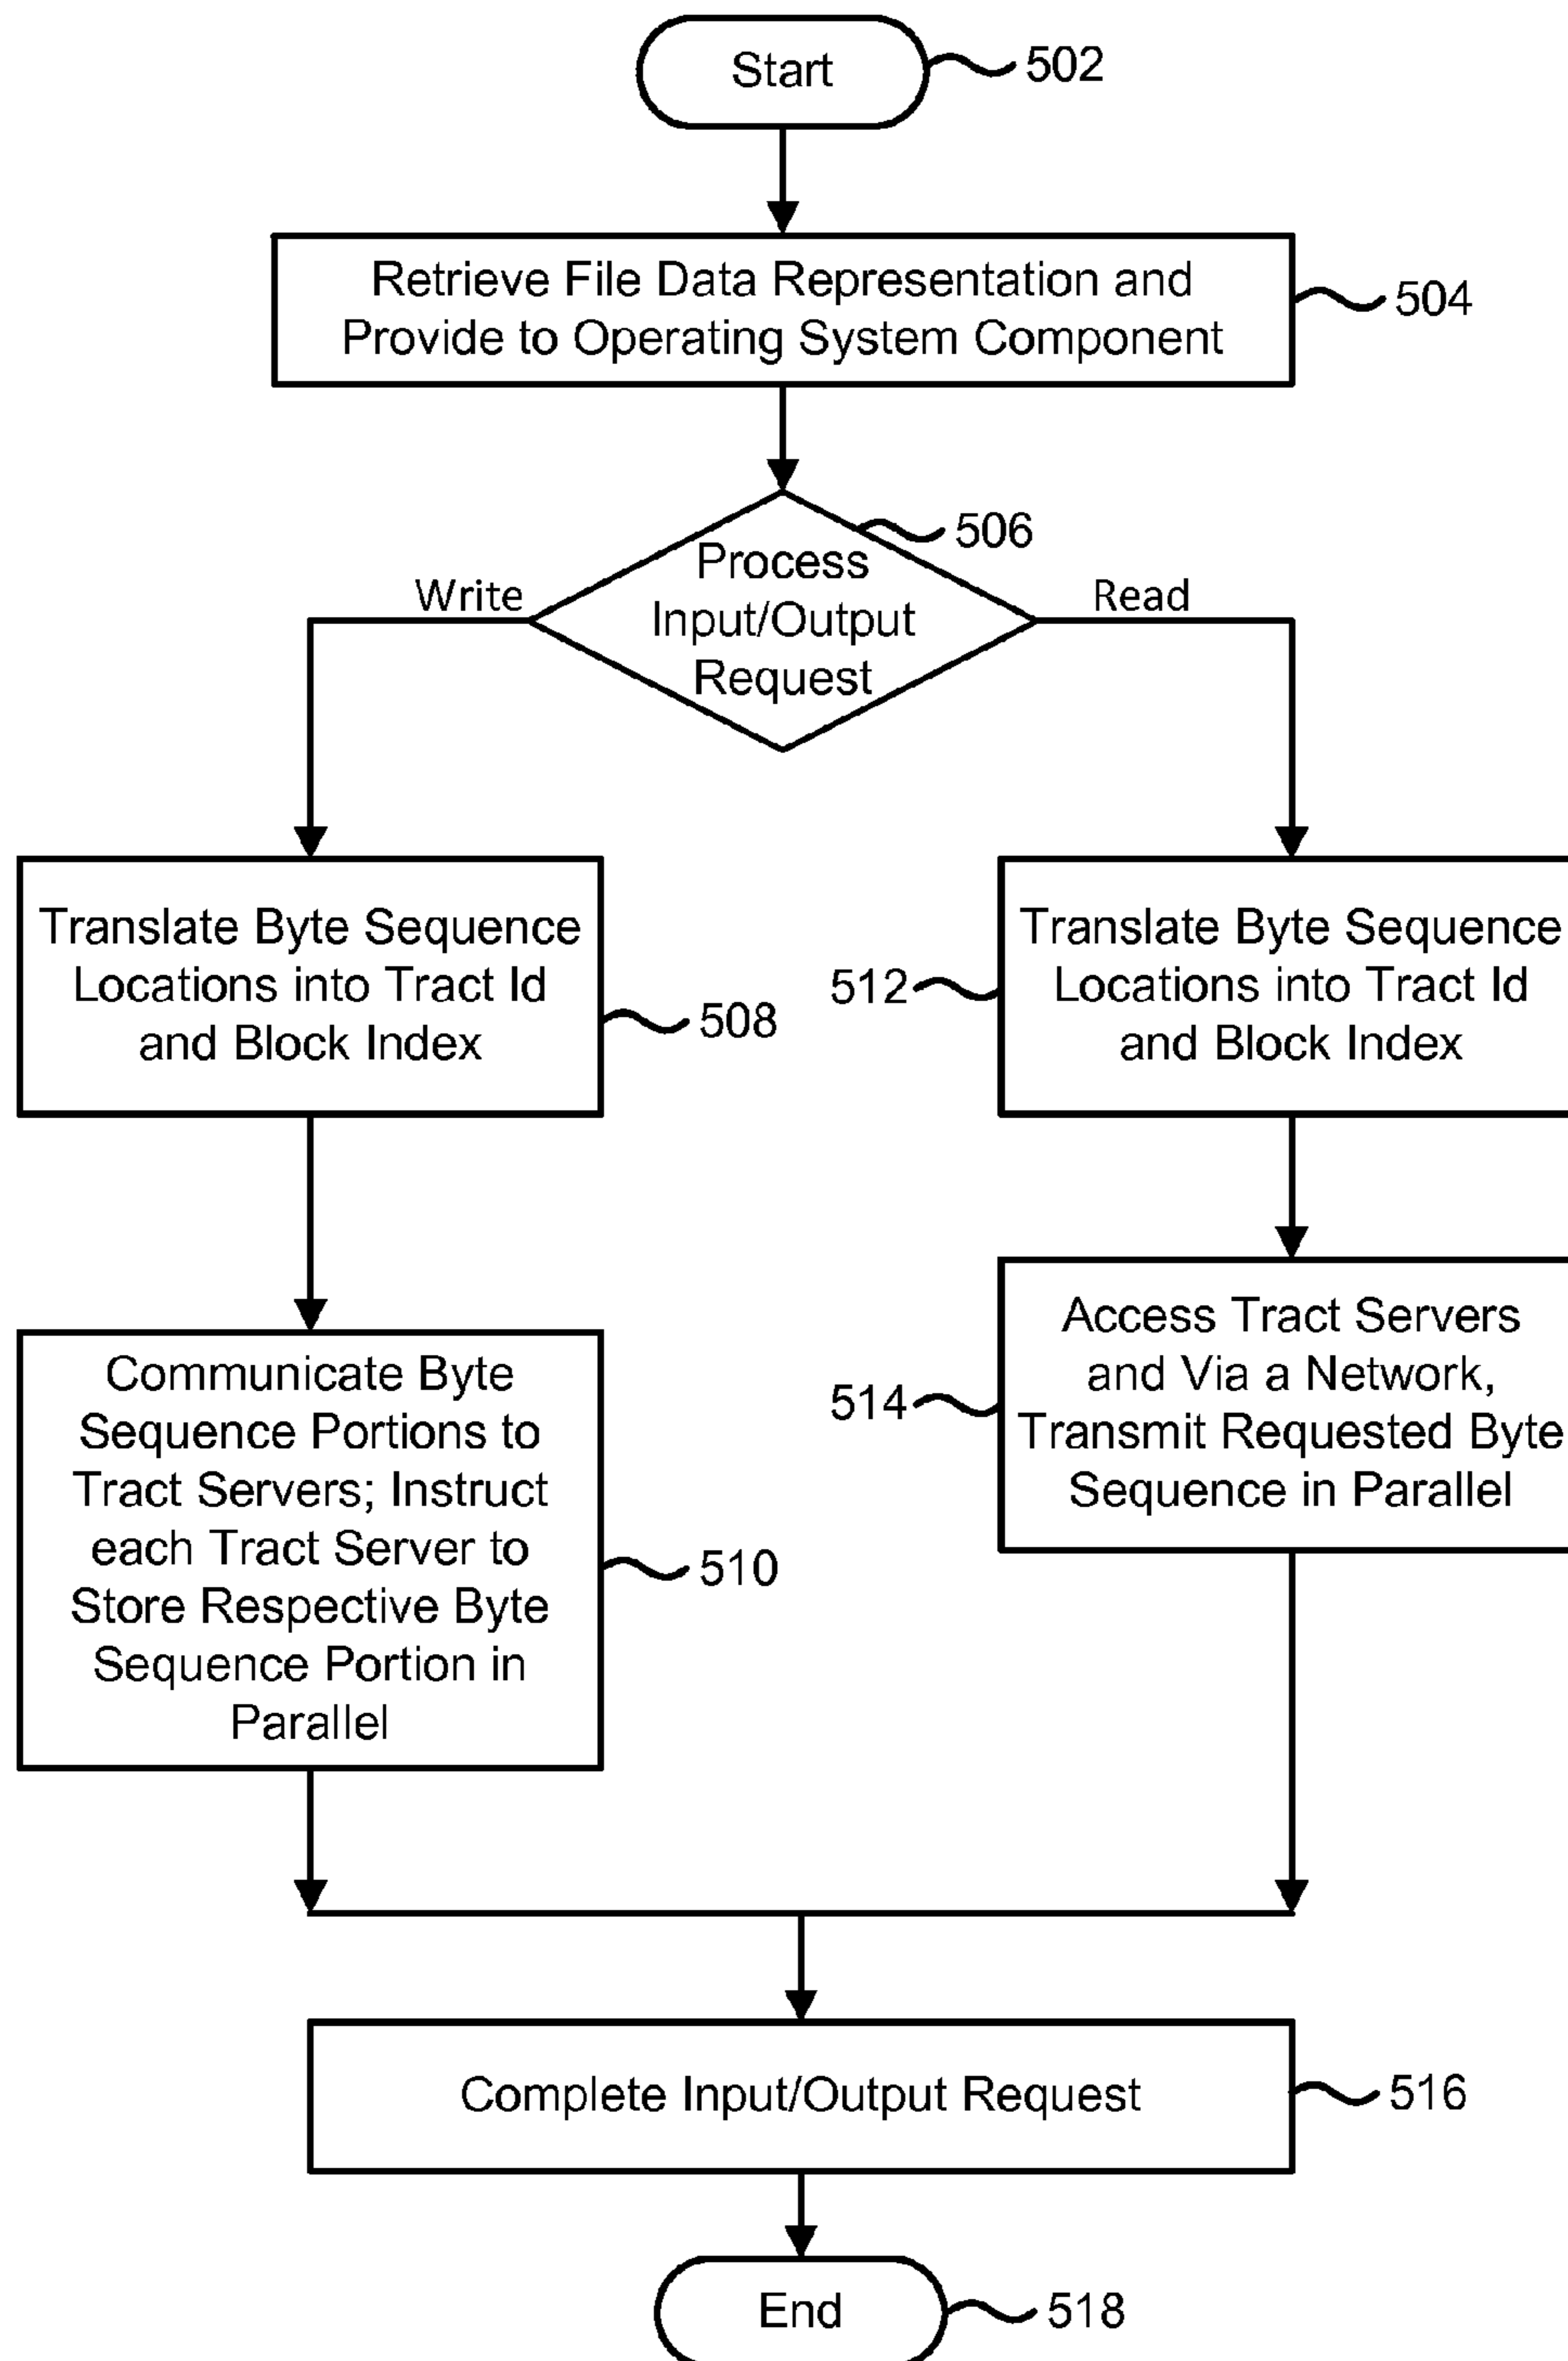 Start
502
Retrieve File Data Representation and
Provide to Operating System Component
504
506
Process
Input/Output
Request
Write
Read
Translate Byte Sequence
Locations into Tract Id
and Block Index
508
512
Translate Byte Sequence
Locations into Tract Id
and Block Index
Communicate Byte
Sequence Portions to
Tract Servers; Instruct
each Tract Server to
Store Respective Byte
Sequence Portion in
Parallel
510
514
Access Tract Servers
and Via a Network,
Transmit Requested Byte
Sequence in Parallel
Complete Input/Output Request
516
End
518